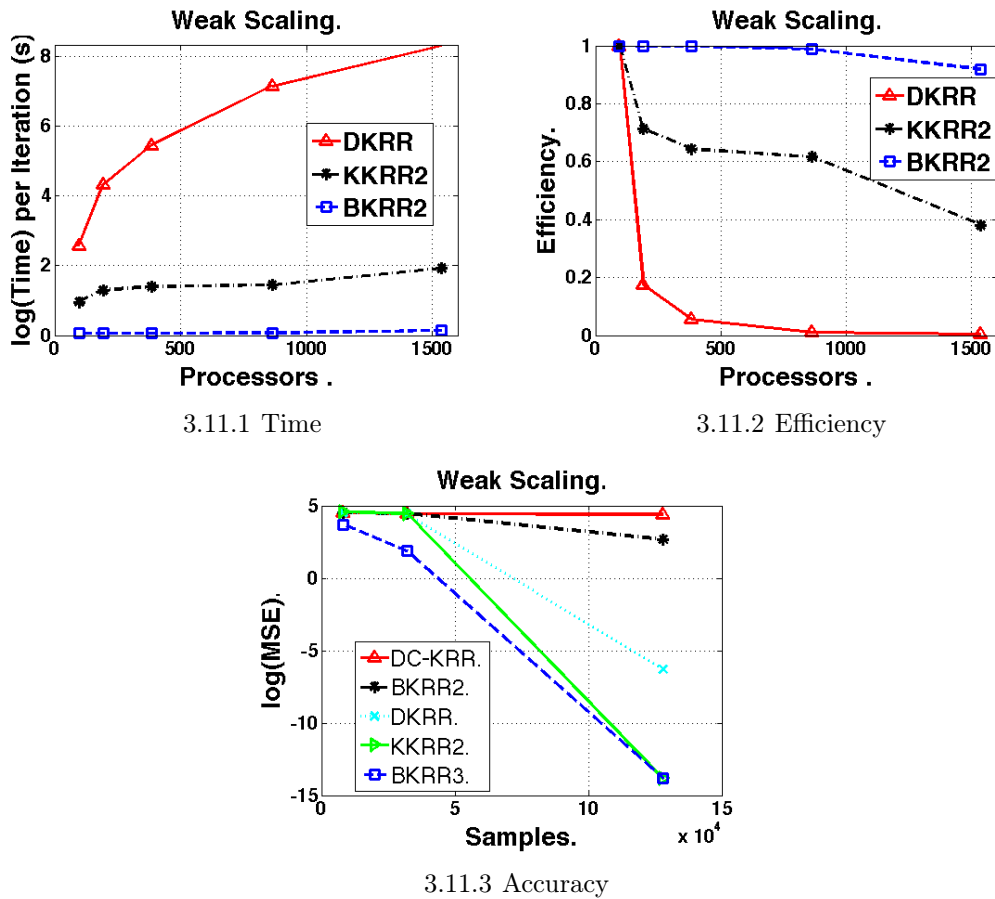 Weak Scaling.
log(Time) per Iteration (s)
8
6
4
2
0
0
500
1000
1500
Processors .
DKRR
KKRR2
BKRR2
3.11.1 Time
Weak Scaling.
Efficiency.
1
0.8
0.6
0.4
0.2
0
0
500
1000
1500
Processors .
DKRR
KKRR2
BKRR2
3.11.2 Efficiency
Weak Scaling.
log(MSE).
5
0
-5
-10
-15
0
5
10
15
x 10^4
Samples.
DC-KRR.
BKRR2.
DKRR.
KKRR2.
BKRR3.
3.11.3 Accuracy